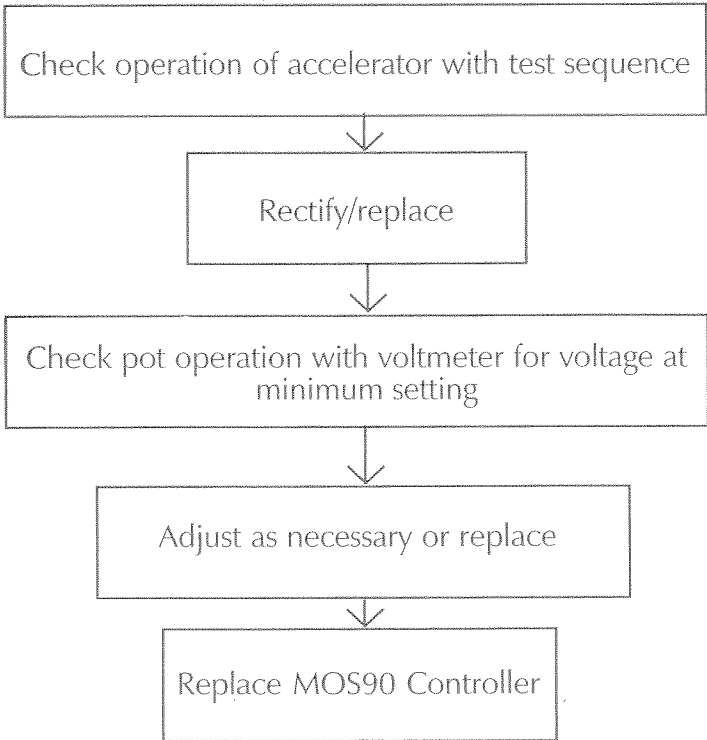 Check operation of accelerator with test sequence
Rectify/replace
Check pot operation with voltmeter for voltage at
minimum setting
Adjust as necessary or replace
Replace MOS90 Controller